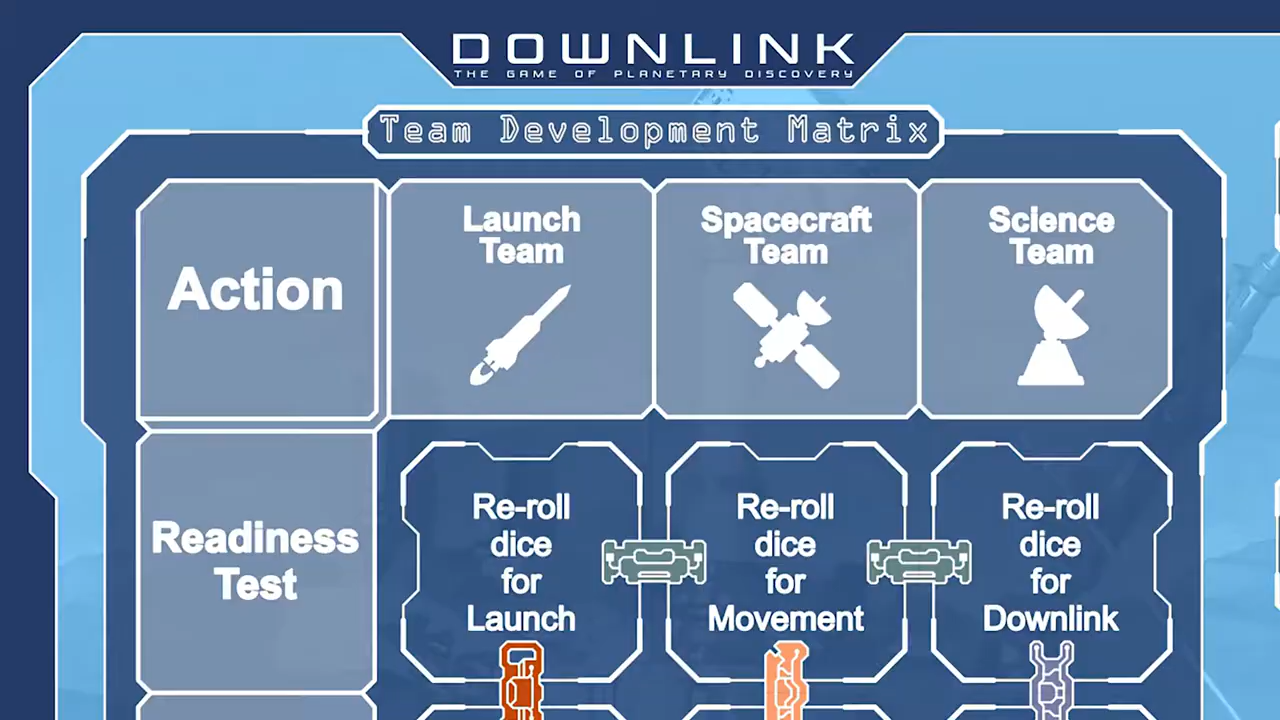 DOWNLINK
THE GAME OF PLANETARY DISCOVERY
Team Development Matrix
Action
Launch
Team
Spacecraft
Team
Science
Team
Readiness
Test
Re-roll
dice
for
Launch
Re-roll
dice
for
Movement
Re-roll
dice
for
Downlink